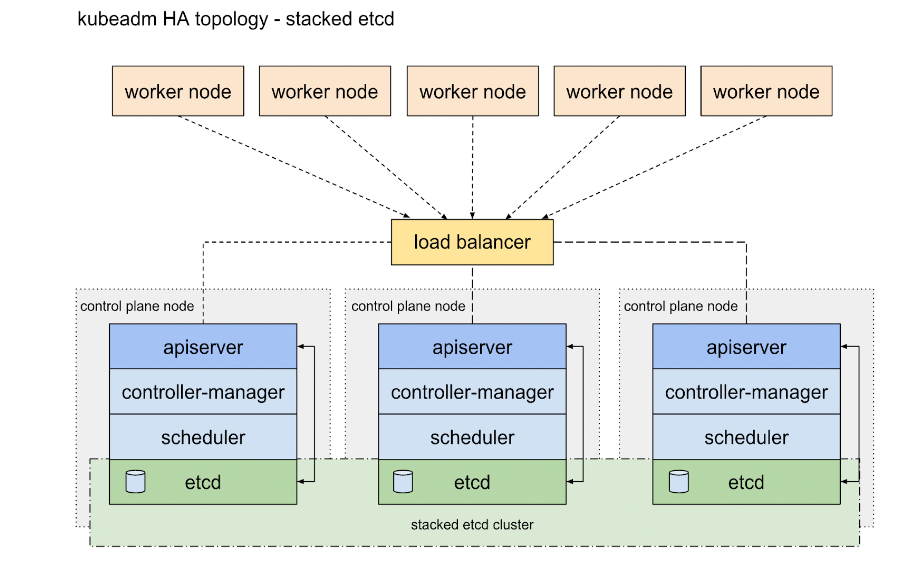 kubeadm HA topology - stacked etcd
worker node
worker node
worker node
worker node
worker node
load balancer
control plane node
control plane node
control plane node
apiserver
apiserver
apiserver
controller-manager
controller-manager
controller-manager
scheduler
scheduler
scheduler
etcd
etcd
etcd
stacked etcd cluster